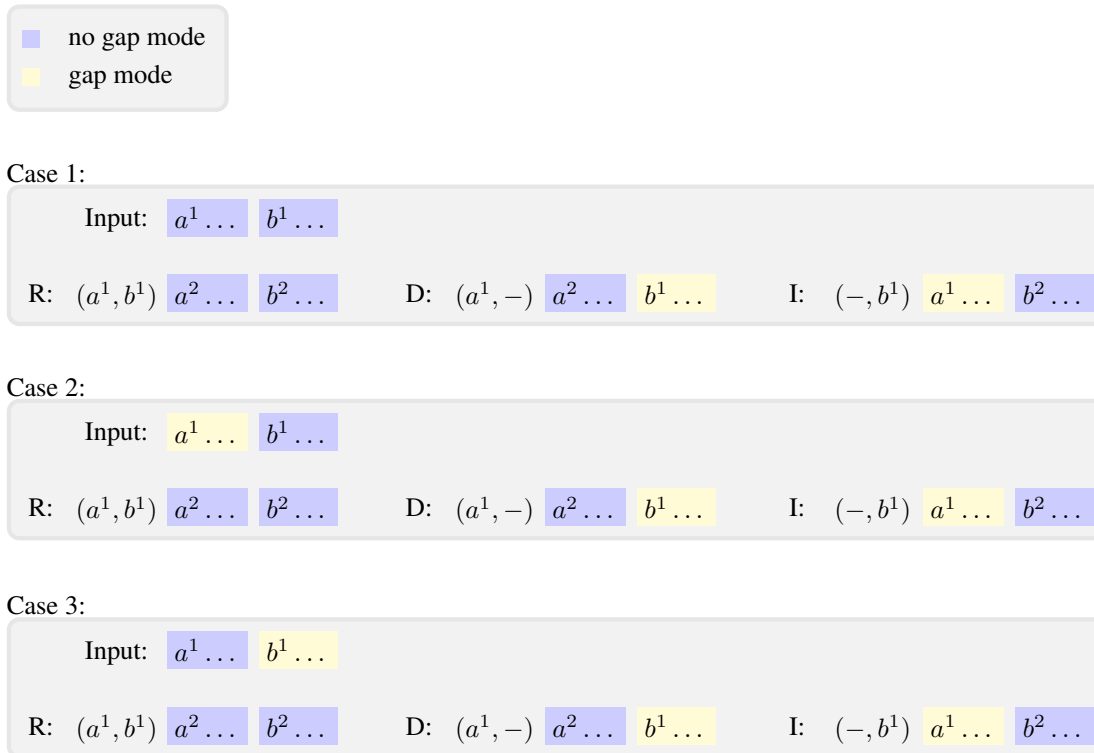 no gap mode
gap mode
Case 1:
Input: a¹ … b¹ …
R: (a¹, b¹) a² … b² … D: (a¹, −) a² … b¹ … I: (−, b¹) a¹ … b² …
Case 2:
Input: a¹ … b¹ …
R: (a¹, b¹) a² … b² … D: (a¹, −) a² … b¹ … I: (−, b¹) a¹ … b² …
Case 3:
Input: a¹ … b¹ …
R: (a¹, b¹) a² … b² … D: (a¹, −) a² … b¹ … I: (−, b¹) a¹ … b² …